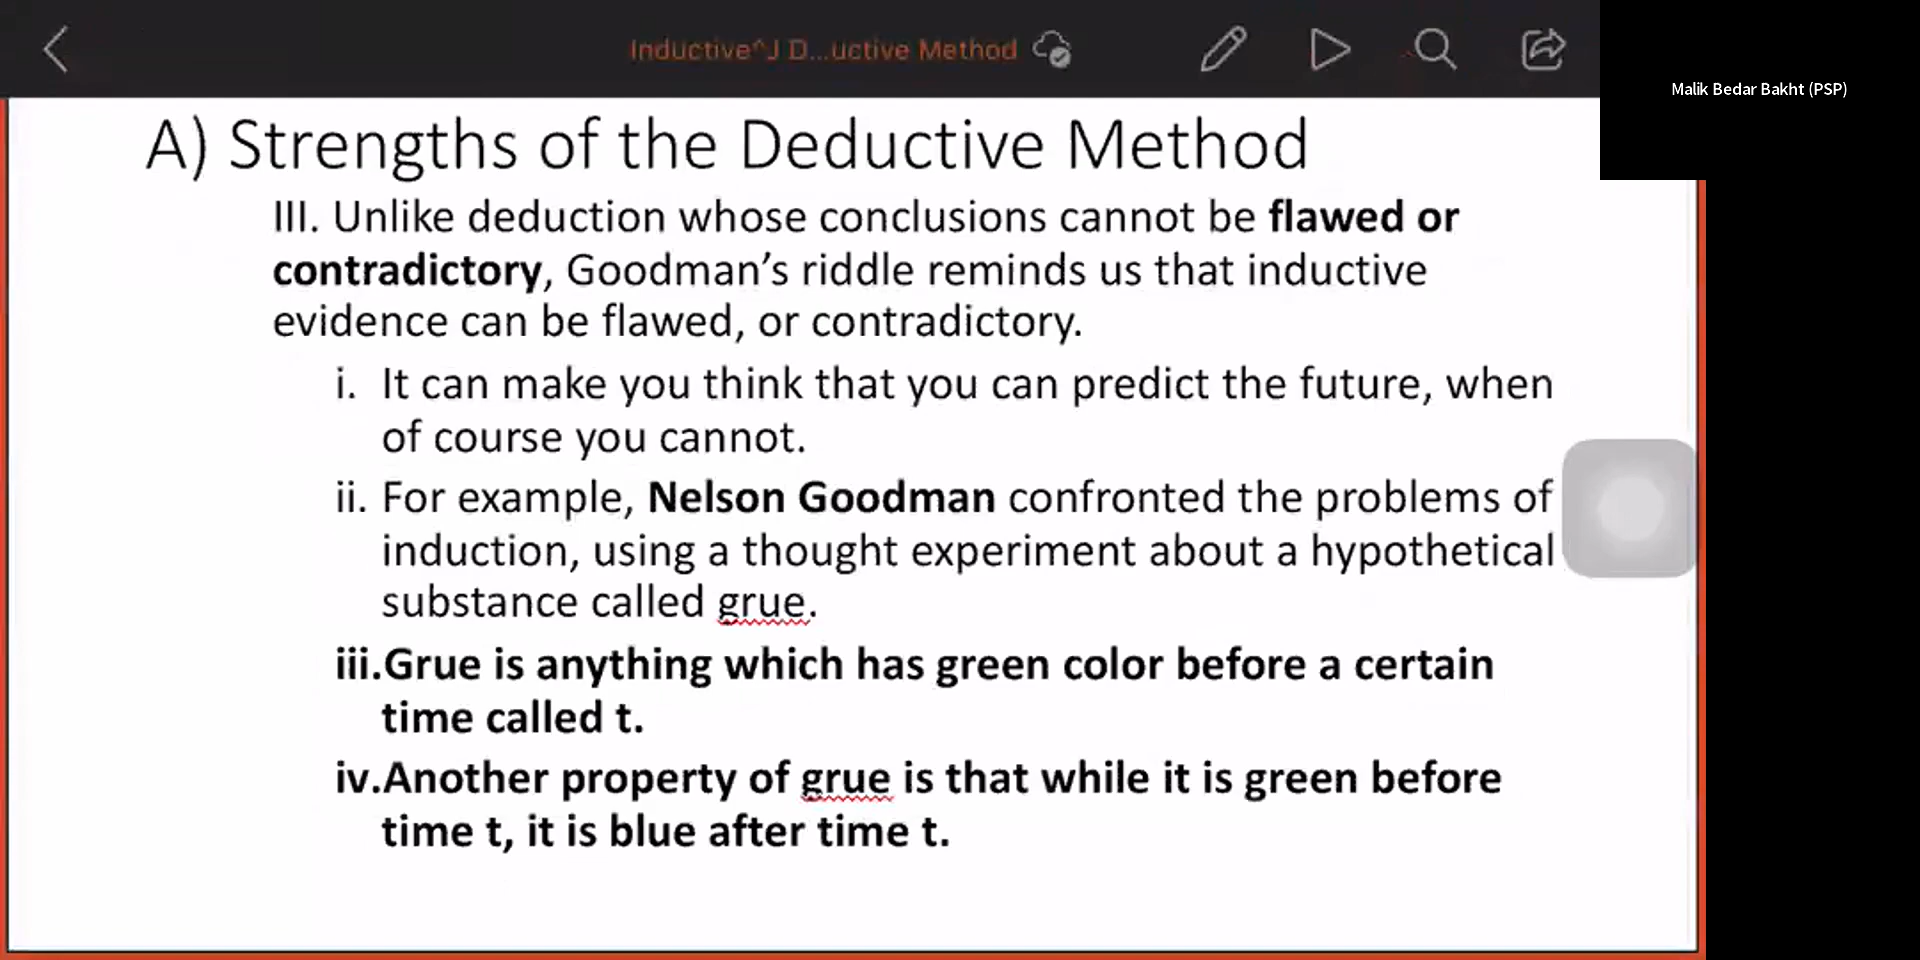 Inductive^J D...uctive Method
Malik Bedar Bakht (PSP)
A) Strengths of the Deductive Method
III. Unlike deduction whose conclusions cannot be flawed or
contradictory, Goodman’s riddle reminds us that inductive
evidence can be flawed, or contradictory.
i. It can make you think that you can predict the future, when
of course you cannot.
ii. For example, Nelson Goodman confronted the problems of
induction, using a thought experiment about a hypothetical
substance called grue.
iii.Grue is anything which has green color before a certain
time called t.
iv.Another property of grue is that while it is green before
time t, it is blue after time t.